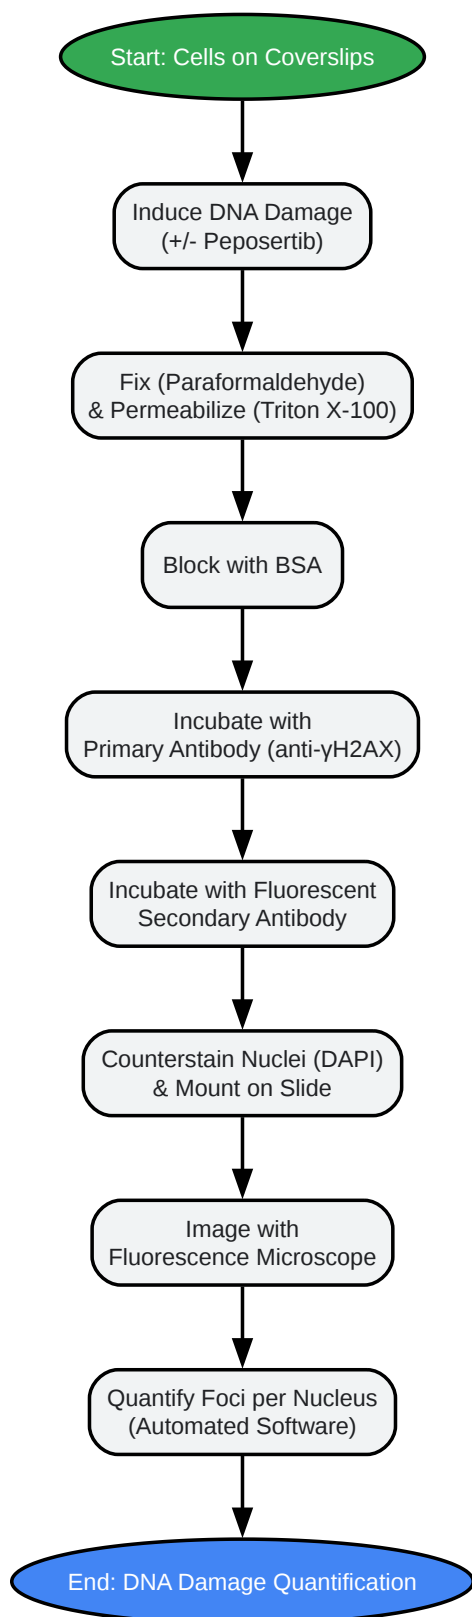 Start: Cells on Coverslips
Induce DNA Damage
(+/- Peposertib)
Fix (Paraformaldehyde)
& Permeabilize (Triton X-100)
Block with BSA
Incubate with
Primary Antibody (anti-γH2AX)
Incubate with Fluorescent
Secondary Antibody
Counterstain Nuclei (DAPI)
& Mount on Slide
Image with
Fluorescence Microscope
Quantify Foci per Nucleus
(Automated Software)
End: DNA Damage Quantification